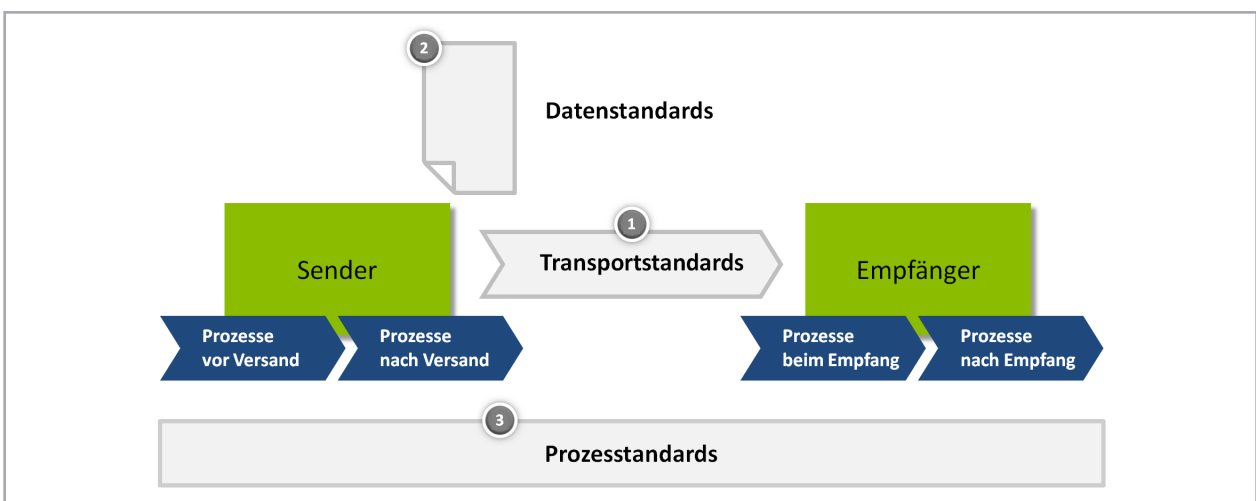 2
Datenstandards
1
Transportstandards
Sender
Empfänger
Prozesse
vor Versand
Prozesse
nach Versand
Prozesse
beim Empfang
Prozesse
nach Empfang
3
Prozesstandards